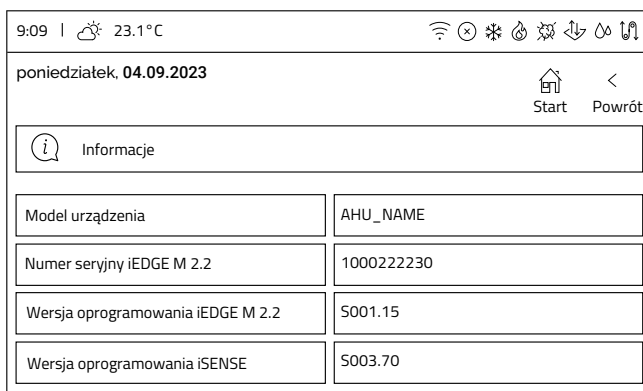 9:09 | 23.1°C
poniedziałek, 04.09.2023
Start Powrót
Informacje
Model urządzenia AHU_NAME
Numer seryjny iEDGE M 2.2 1000222230
Wersja oprogramowania iEDGE M 2.2 S001.15
Wersja oprogramowania iSENSE S003.70